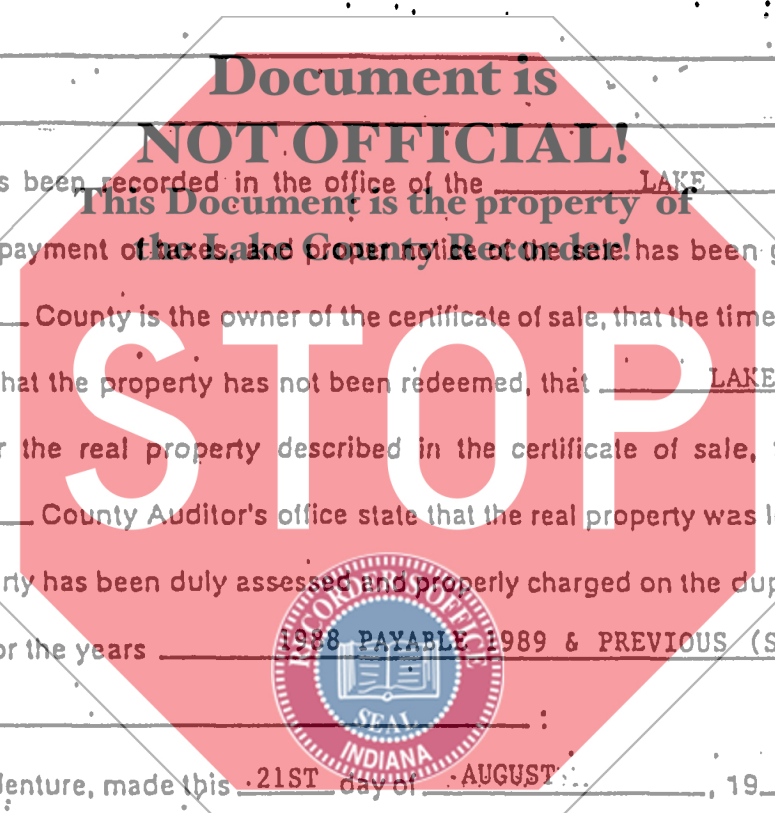 Document is
NOT OFFICIAL!
s been recorded in the office of the LAKE
This Document is the property of
payment of taxes, and proper notice of the sale has been g
the Lake County Recorder!
County is the owner of the certificate of sale, that the time
hat the property has not been redeemed, that LAKE
STOP
r the real property described in the certificate of sale,
County Auditor's office state that the real property was l
rty has been duly assessed and properly charged on the dup
or the years 1988 PAYABLE 1989 & PREVIOUS (S
RECORDER'S OFFICE
SEAL
INDIANA
denture, made this 21ST day of AUGUST, 19